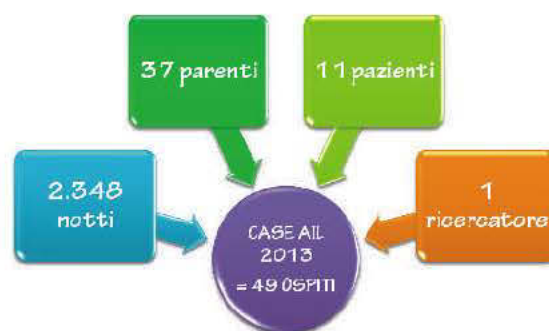 37 parenti
11 pazienti
2.348
notti
1
ricercatore
CASE AIL
2013
= 49 OSPITI